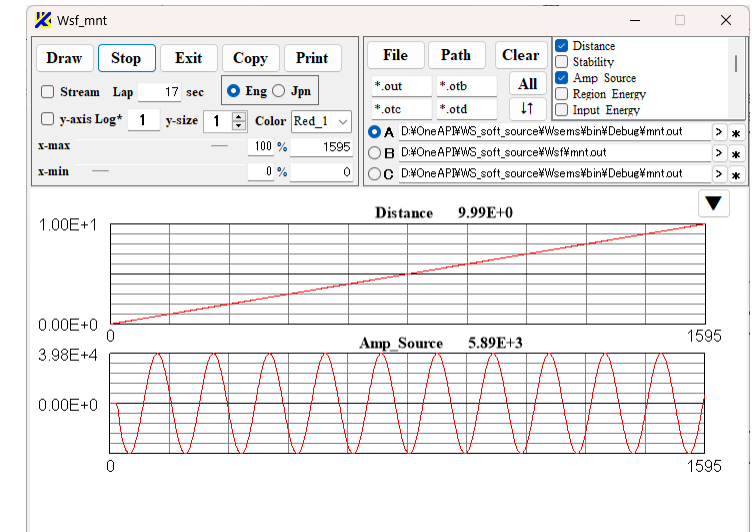 Wsf_mnt
Draw Stop Exit Copy Print
Stream Lap 17 sec Eng Jpn
y-axis Log* 1 y-size 1 Color Red_1
x-max 100 % 1595
x-min 0 % 0
File Path Clear
*.out *.otb All
*.otc *.otd ↓↑
Distance
Stability
Amp Source
Region Energy
Input Energy
A D:¥OneAPI¥WS_soft_source¥Wsems¥bin¥Debug¥mnt.out > *
B D:¥OneAPI¥WS_soft_source¥Wsf¥mnt.out > *
C D:¥OneAPI¥WS_soft_source¥Wsems¥bin¥Debug¥mnt.out > *
▼
Distance 9.99E+0
1.00E+1
0.00E+0
0 1595
Amp_Source 5.89E+3
3.98E+4
0.00E+0
0 1595